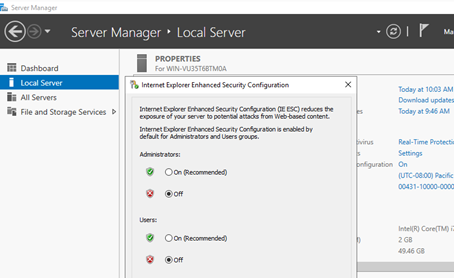 Server Manager
Server Manager • Local Server
Ma
Dashboard
Local Server
All Servers
File and Storage Services
PROPERTIES
For WIN-VU35T6BTM0A
Internet Explorer Enhanced Security Configuration
Internet Explorer Enhanced Security Configuration (IE ESC) reduces the
exposure of your server to potential attacks from Web-based content.
Internet Explorer Enhanced Security Configuration is enabled by
default for Administrators and Users groups.
Administrators:
On (Recommended)
Off
Users:
On (Recommended)
Off
Today at 10:03 AM
Download updates
Today at 9:46 AM
tivirus Real-Time Protectio
Settings
onfiguration On
(UTC-08:00) Pacific
00431-10000-0000
Intel(R) Core(TM) i7
2 GB
49.46 GB